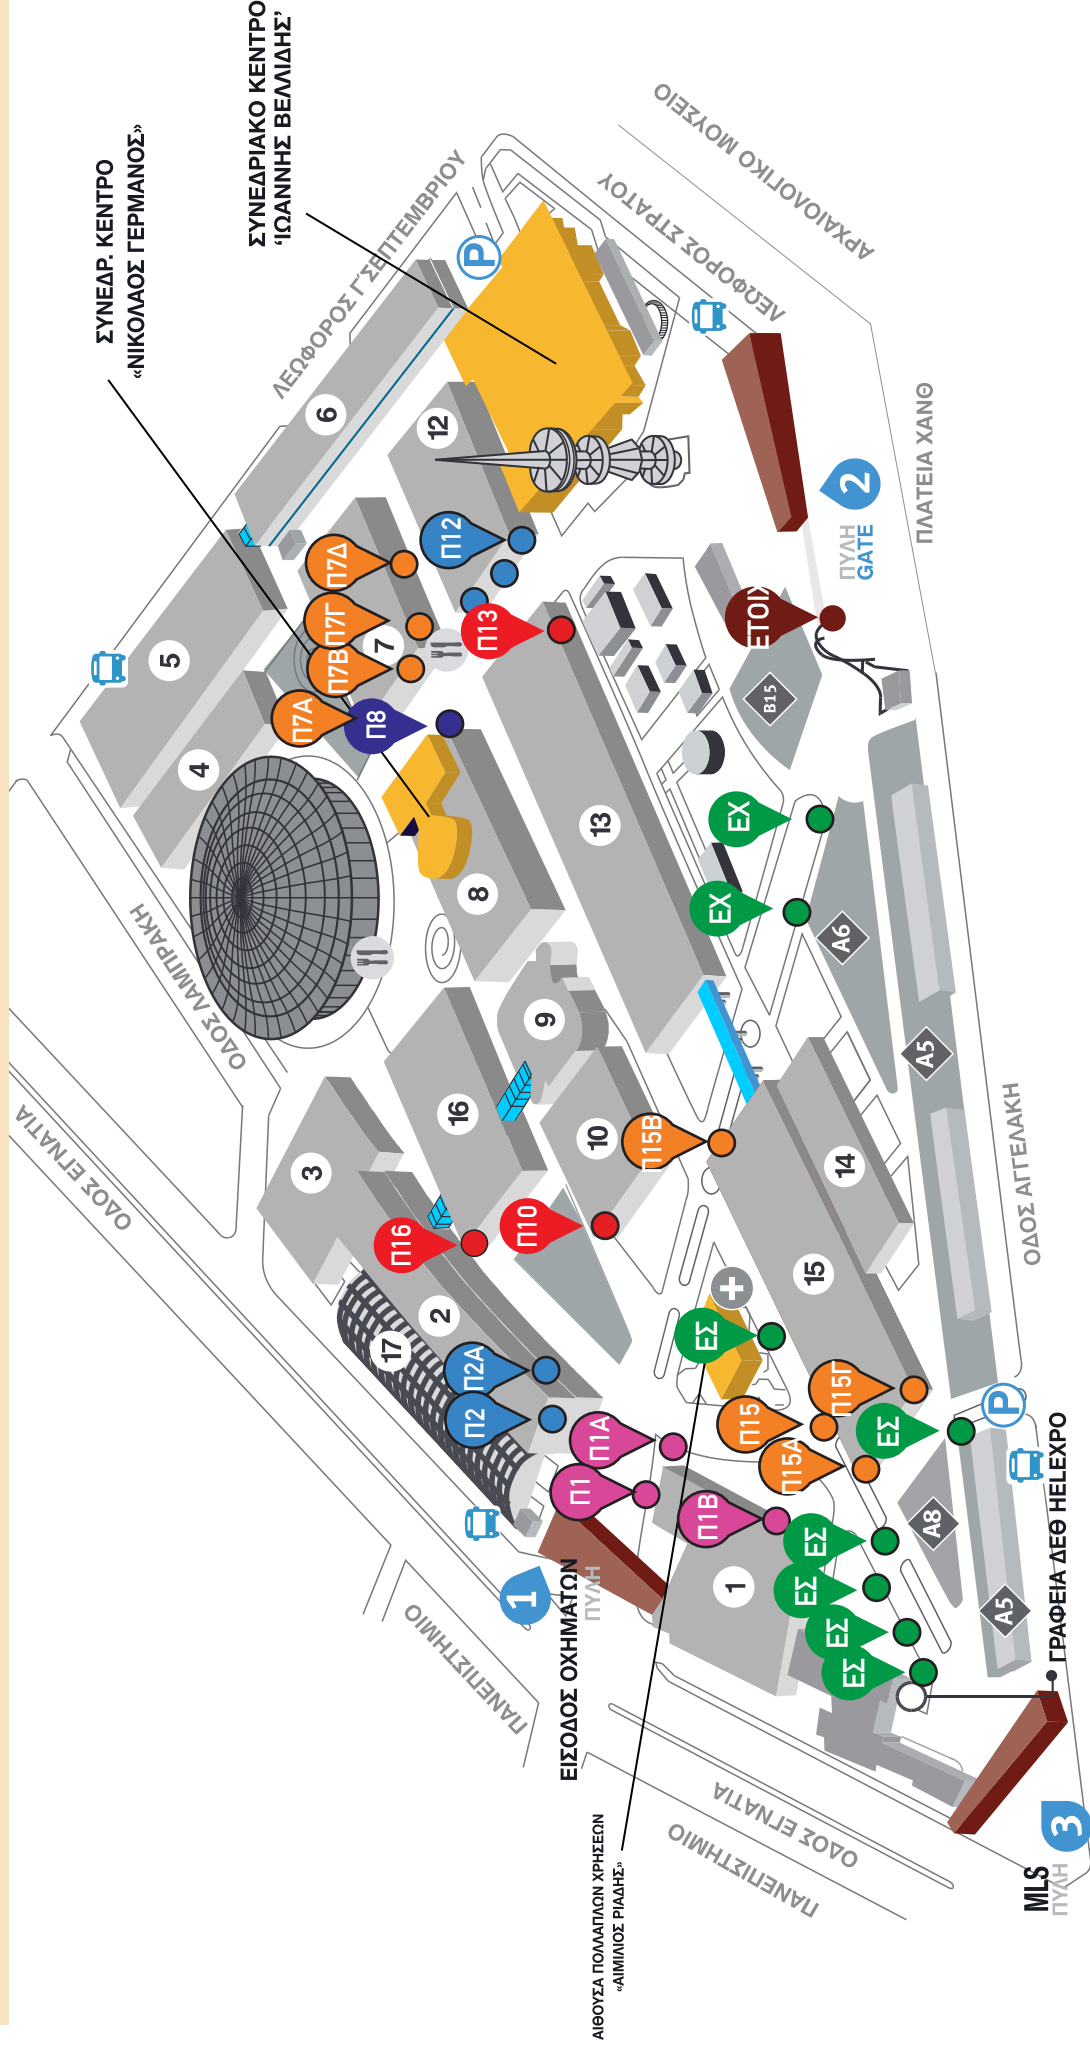 ΣΥΝΕΔΡΙΑΚΟ ΚΕΝΤΡΟ
'ΙΩΑΝΝΗΣ ΒΕΛΛΙΔΗΣ'
ΣΥΝΕΔΡ. ΚΕΝΤΡΟ
«ΝΙΚΟΛΑΟΣ ΓΕΡΜΑΝΟΣ»
ΛΕΩΦΟΡΟΣ Γ΄ΣΕΠΤΕΜΒΡΙΟΥ
ΑΡΧΑΙΟΛΟΓΙΚΟ ΜΟΥΣΕΙΟ
ΛΕΩΦΟΡΟΣ ΣΤΡΑΤΟΥ
P
6
12
ΠΛΑΤΕΙΑ ΧΑΝΘ
2
ΠΥΛΗ
GATE
5
4
7
Π7Δ
Π7Γ
Π7Β
Π7Α
Π8
Π12
Π13
ΕΤΟΙΧ
B15
13
8
ΕΧ
ΕΧ
A6
A5
ΟΔΟΣ ΛΑΜΠΡΑΚΗ
ΟΔΟΣ ΕΓΝΑΤΙΑ
9
16
10
3
Π15Β
14
15
Π16
Π10
2
17
ΟΔΟΣ ΑΓΓΕΛΑΚΗ
ΕΣ
Π2Α
Π2
Π1Α
Π1
Π1Β
Π15Γ
Π15
Π15Α
ΕΣ
P
A8
A5
1
ΕΣ
ΕΣ
ΕΣ
ΕΣ
1
ΠΥΛΗ
ΕΙΣΟΔΟΣ ΟΧΗΜΑΤΩΝ
ΠΑΝΕΠΙΣΤΗΜΙΟ
ΓΡΑΦΕΙΑ ΔΕΘ HELEXPO
ΟΔΟΣ ΕΓΝΑΤΙΑ
ΠΑΝΕΠΙΣΤΗΜΙΟ
ΑΙΘΟΥΣΑ ΠΟΛΛΑΠΛΩΝ ΧΡΗΣΕΩΝ
«ΑΙΜΙΛΙΟΣ ΡΙΑΔΗΣ»
3
MLS
ΠΥΛΗ